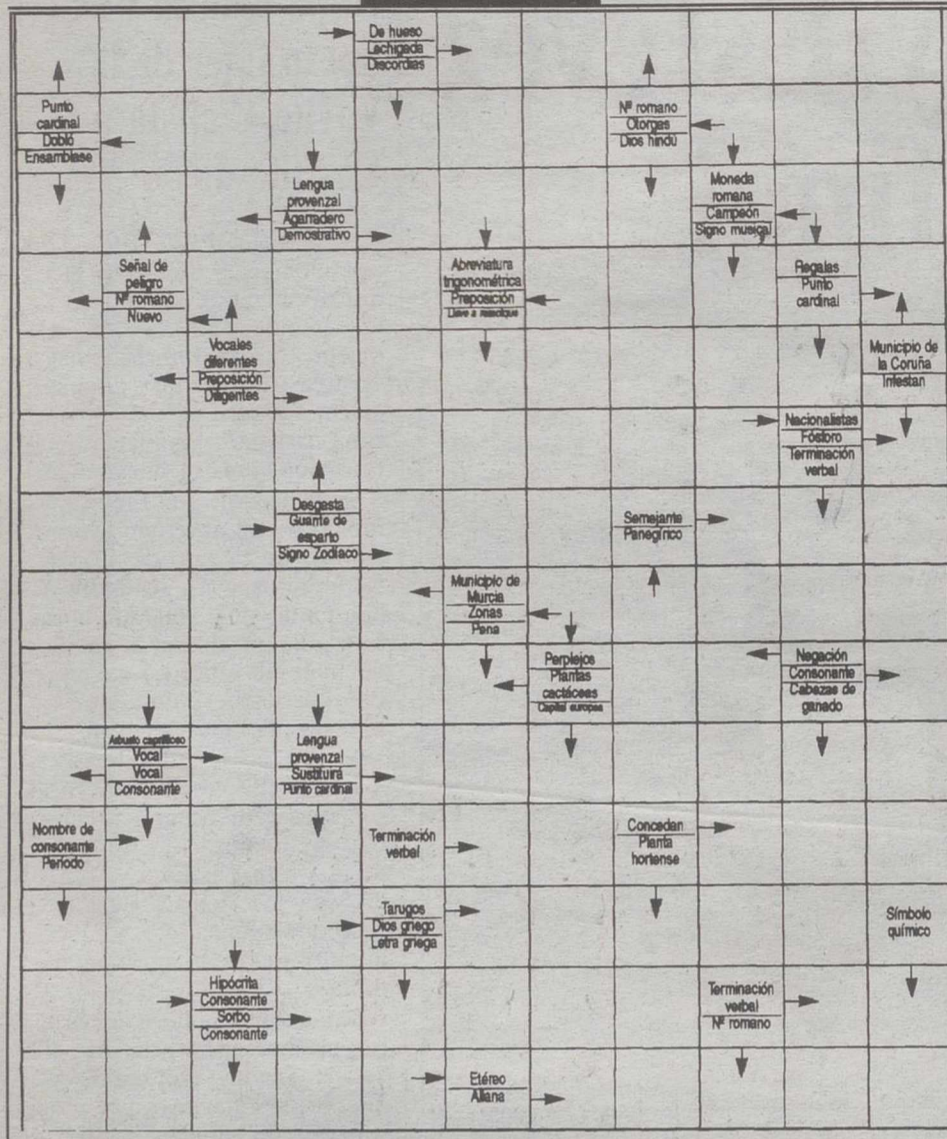 De hueso
Lechigada
Discordias
Punto
cardinal
Dobló
Ensamblase
Nº romano
Otorgas
Dios hindú
Lengua
provenzal
Agarradero
Demostrativo
Moneda
romana
Campeón
Signo musical
Señal de
peligro
Nº romano
Nuevo
Abreviatura
trigonométrica
Preposición
Lleve a remolque
Regalas
Punto
cardinal
Vocales
diferentes
Preposición
Diligentes
Municipio de
la Coruña
Infestan
Nacionalistas
Fósforo
Terminación
verbal
Desgasta
Guante de
esparto
Signo Zodíaco
Semejante
Panegírico
Municipio de
Murcia
Zonas
Pena
Perplejos
Plantas
cactáceas
Capital europea
Negación
Consonante
Cabezas de
ganado
Arbusto caprifilioso
Vocal
Vocal
Consonante
Lengua
provenzal
Sustituirá
Punto cardinal
Nombre de
consonante
Período
Terminación
verbal
Concedan
Planta
hortense
Tarugos
Dios griego
Letra griega
Símbolo
químico
Hipócrita
Consonante
Sorbo
Consonante
Terminación
verbal
Nº romano
Etéreo
Allana